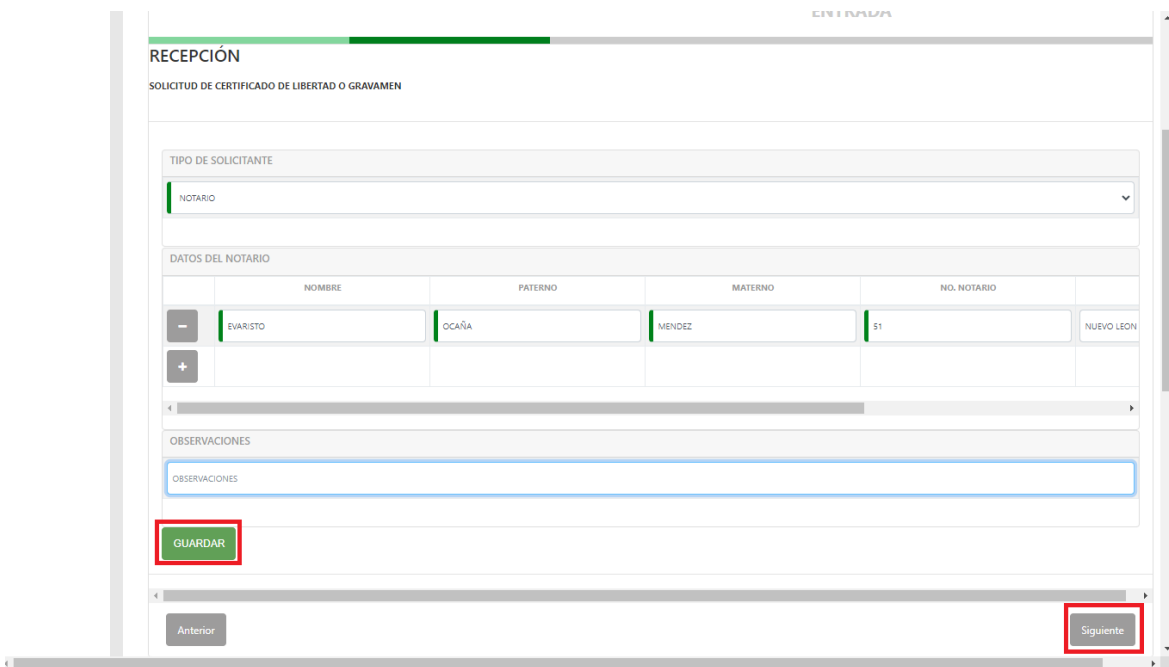 ENTRADA
RECEPCIÓN
SOLICITUD DE CERTIFICADO DE LIBERTAD O GRAVAMEN
TIPO DE SOLICITANTE
NOTARIO
DATOS DEL NOTARIO
NOMBRE PATERNO MATERNO NO. NOTARIO
EVARISTO OCAÑA MENDEZ 51 NUEVO LEON
OBSERVACIONES
OBSERVACIONES
GUARDAR
Anterior Siguiente